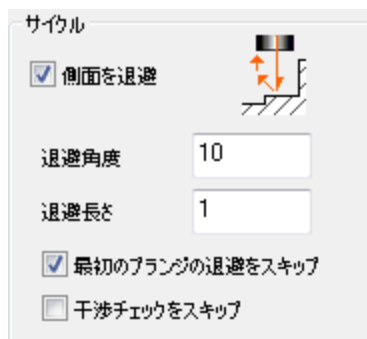 サイクル
側面を退避
退避角度 10
退避長さ 1
最初のプランジの退避をスキップ
干渉チェックをスキップ